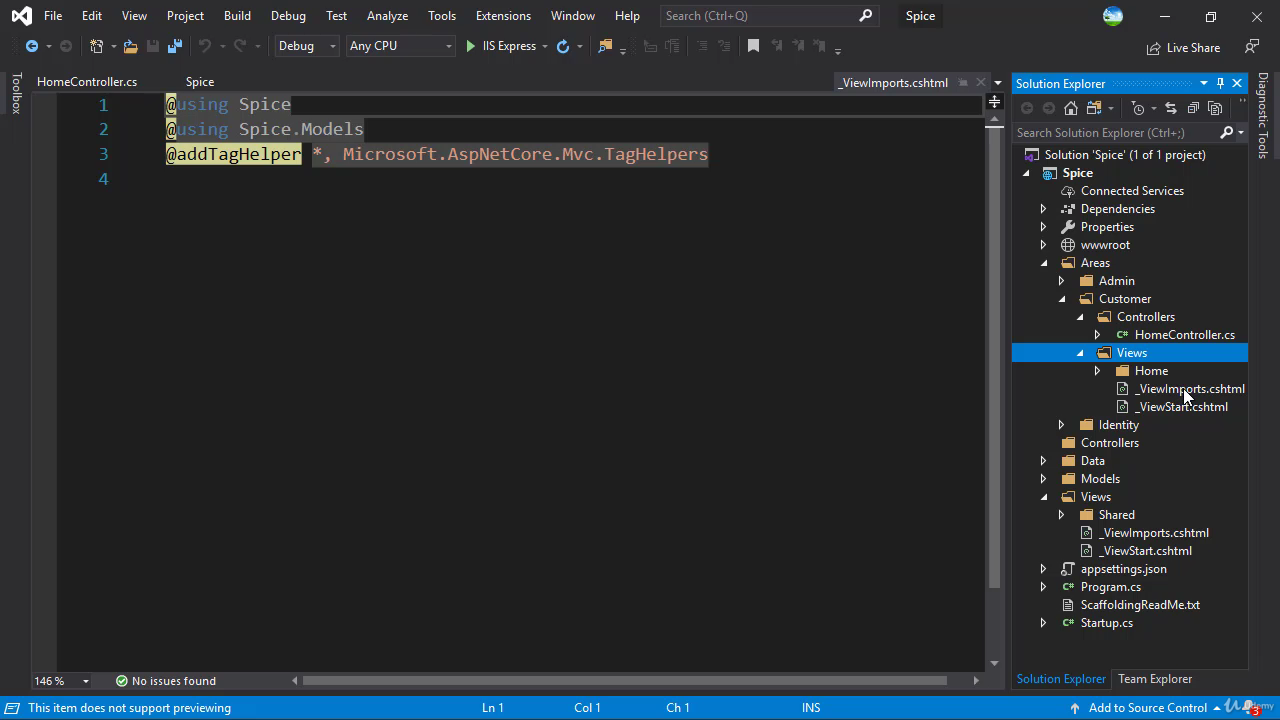 File Edit View Project Build Debug Test Analyze Tools Extensions Window Help Search (Ctrl+Q) Spice
Debug Any CPU IIS Express Live Share
Toolbox
HomeController.cs Spice _ViewImports.cshtml
1 @using Spice
2 @using Spice.Models
3 @addTagHelper *, Microsoft.AspNetCore.Mvc.TagHelpers
4
Solution Explorer
Search Solution Explorer (Ctrl+;)
Solution 'Spice' (1 of 1 project)
Spice
Connected Services
Dependencies
Properties
wwwroot
Areas
Admin
Customer
Controllers
HomeController.cs
Views
Home
_ViewImports.cshtml
_ViewStart.cshtml
Identity
Controllers
Data
Models
Views
Shared
_ViewImports.cshtml
_ViewStart.cshtml
appsettings.json
Program.cs
ScaffoldingReadMe.txt
Startup.cs
Solution Explorer Team Explorer
Diagnostic Tools
146 % No issues found
This item does not support previewing Ln 1 Col 1 Ch 1 INS Add to Source Control 3
Udemy